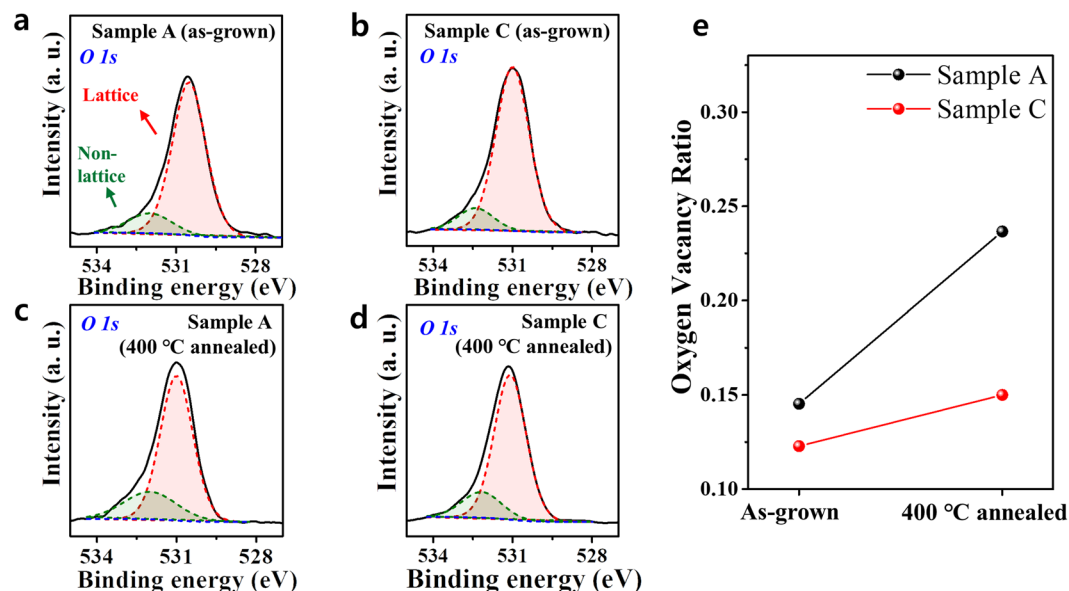 a
Sample A (as-grown)
O 1s
Lattice
Non-
lattice
Intensity (a. u.)
534
531
528
Binding energy (eV)
b
Sample C (as-grown)
O 1s
Intensity (a. u.)
534
531
528
Binding energy (eV)
c
O 1s
Sample A
(400 ℃ annealed)
Intensity (a. u.)
534
531
528
Binding energy (eV)
d
O 1s
Sample C
(400 ℃ annealed)
Intensity (a. u.)
534
531
528
Binding energy (eV)
e
Sample A
Sample C
Oxygen Vacancy Ratio
0.30
0.25
0.20
0.15
0.10
As-grown
400 ℃ annealed